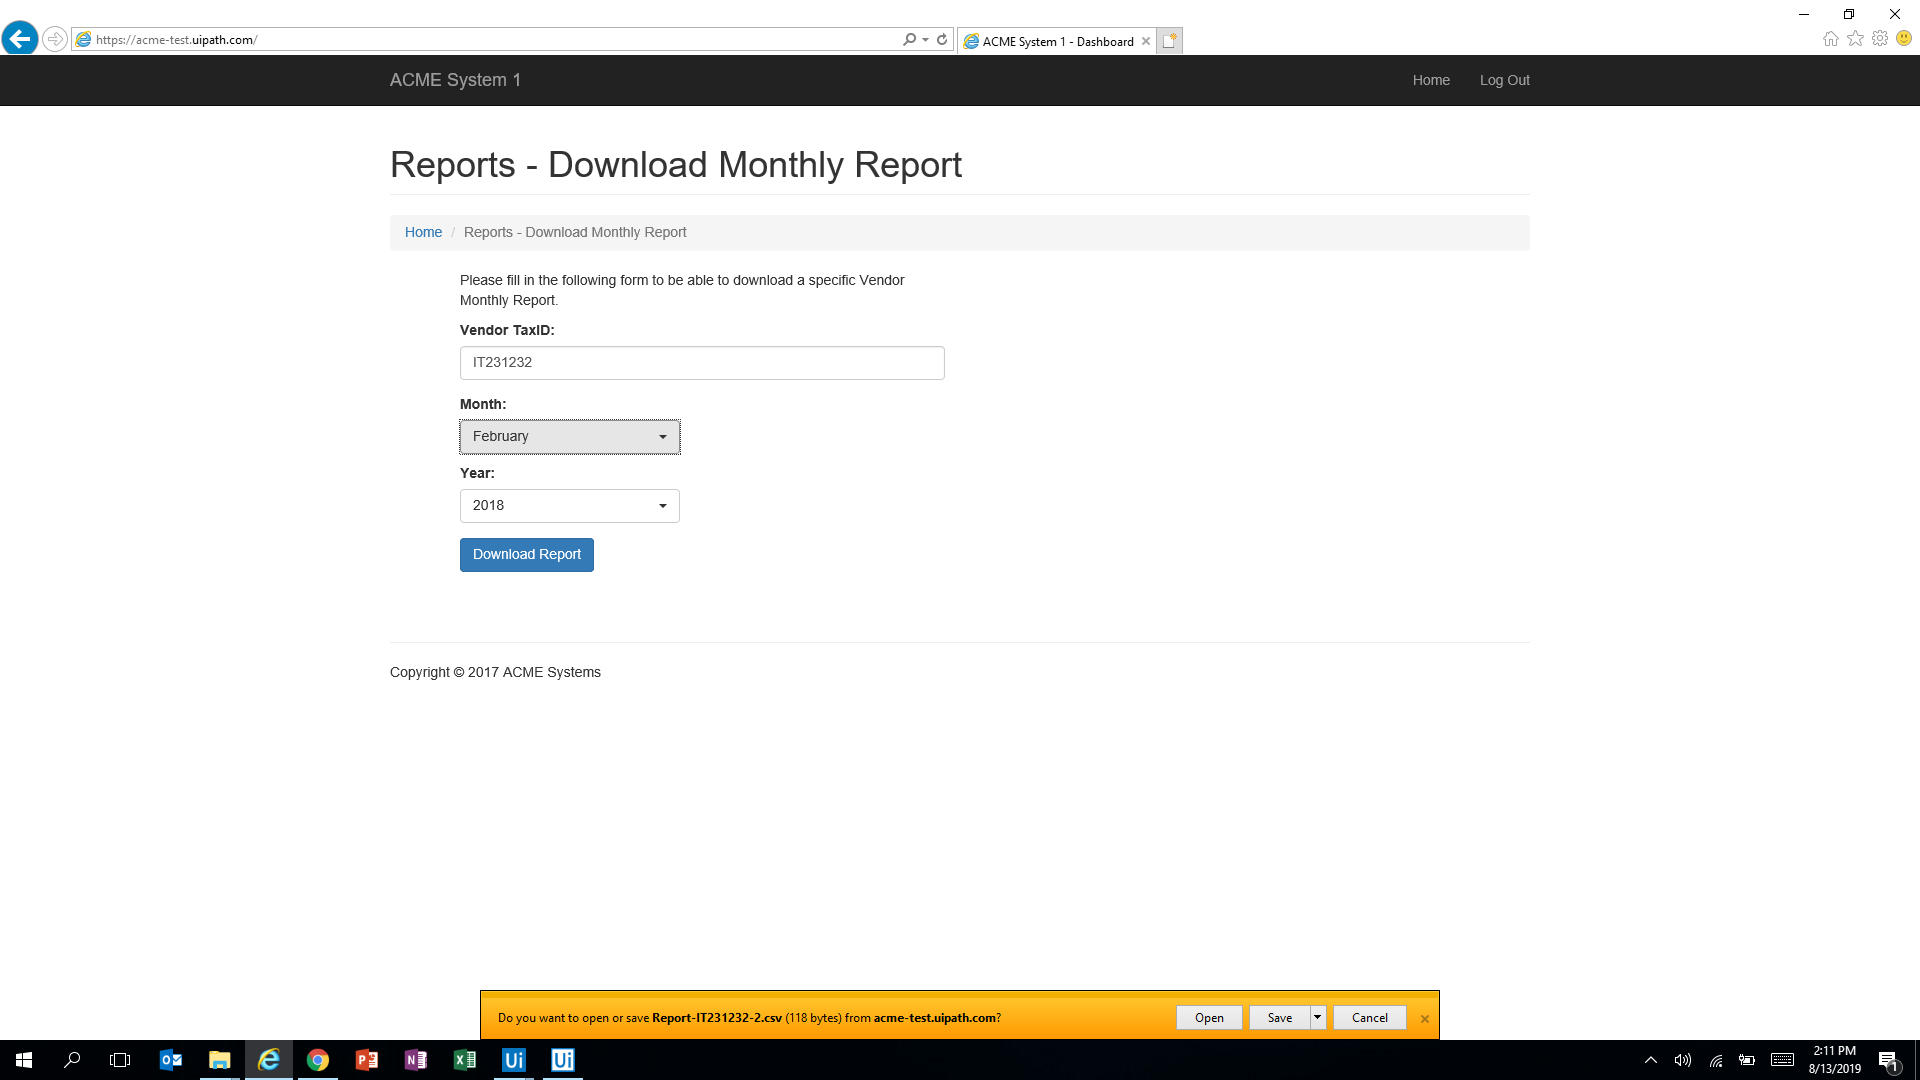 https://acme-test.uipath.com/
ACME System 1 - Dashboard
ACME System 1
Home
Log Out
Reports - Download Monthly Report
Home / Reports - Download Monthly Report
Please fill in the following form to be able to download a specific Vendor
Monthly Report.
Vendor TaxID:
IT231232
Month:
February
Year:
2018
Download Report
Copyright © 2017 ACME Systems
Do you want to open or save Report-IT231232-2.csv (118 bytes) from acme-test.uipath.com?
Open
Save
Cancel
Ui
Ui
2:11 PM
8/13/2019
1